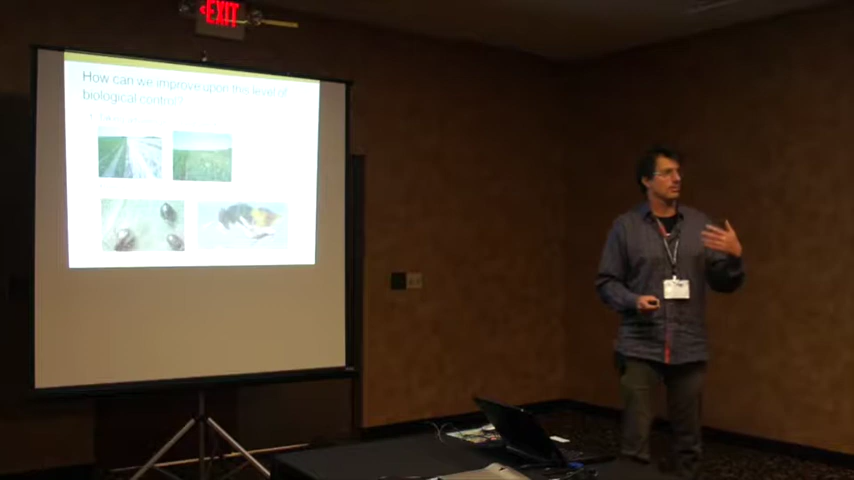 EXIT
How can we improve upon this level of
biological control?